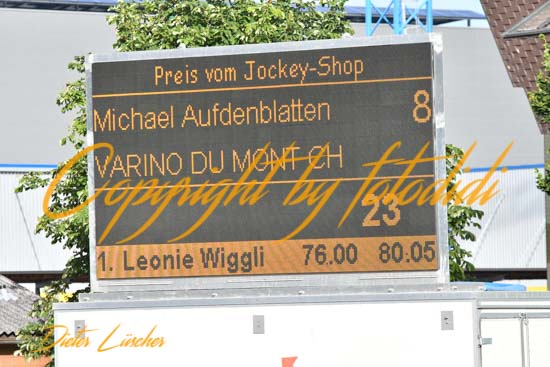 Preis vom Jockey-Shop
Michael Aufdenblatten 8
VARINO DU MONT CH
Copyright by fotodidi
23
1. Leonie Wiggli 76.00 80.05
Dieter Lüscher